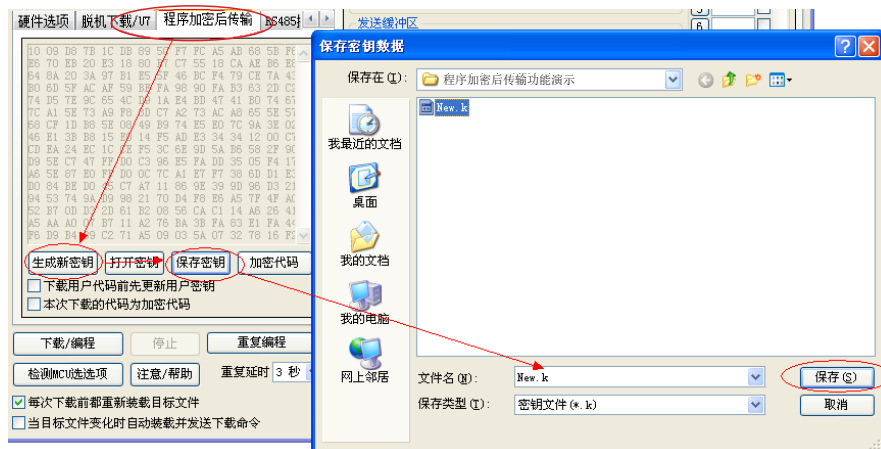 硬件选项 脱机下载/U7 程序加密后传输
发送缓冲区
5
6
10 09 D8 7B 1C DB 89 50 F7 FC A5 AB 68 5B
E6 70 EB 20 E3 18 80 C7 55 18 CA AE B6
64 8A 20 3A 97 B1 E5 5F 46 BC F4 79 CE 7A
B0 6D 5F AC AF 59 FA 98 90 FA B3 63 2D
74 D5 7E 9C 65 4C 1A E4 BD 47 41 B0 74
7C A1 5E 73 A9 F8 C7 A2 73 AC A8 65 5E
68 CF 1D B8 5E 08 49 B9 74 E5 E0 7C 9A 3E
46 E1 3B B8 15 14 F5 AD E3 34 34 12 00
CD EA 24 EC 1C F5 3C 6E 9D 5A B6 58 2F
D9 5E C7 47 FF D0 C3 96 E5 FA DD 35 05 F4
A6 5E 87 E0 D0 0C 7C A1 E7 F7 38 6D D1
D0 84 BE D0 C7 A7 11 86 9E 39 9D 96 D3
94 53 74 9A 98 21 70 D4 F8 E6 A5 7F 4F
52 B7 0D 2D 61 B2 08 56 CA C1 14 A6 26
A5 AA A0 B7 11 A2 76 BA 3B FA 83 E1 FA
F6 D9 B4 C2 71 A5 09 03 5A 07 32 78 16
生成新密钥 打开密钥 保存密钥 加密代码
下载用户代码前先更新用户密钥
本次下载的代码为加密代码
下载/编程 停止 重复编程
检测MCU选选项 注意/帮助 重复延时 3 秒
每次下载前都重新装载目标文件
当目标文件变化时自动装载并发送下载命令
保存密钥数据
保存在(I): 程序加密后传输功能演示
New.k
我最近的文档
桌面
我的文档
我的电脑
网上邻居
文件名(N): New.k 保存(S)
保存类型(T): 密钥文件(*.k) 取消